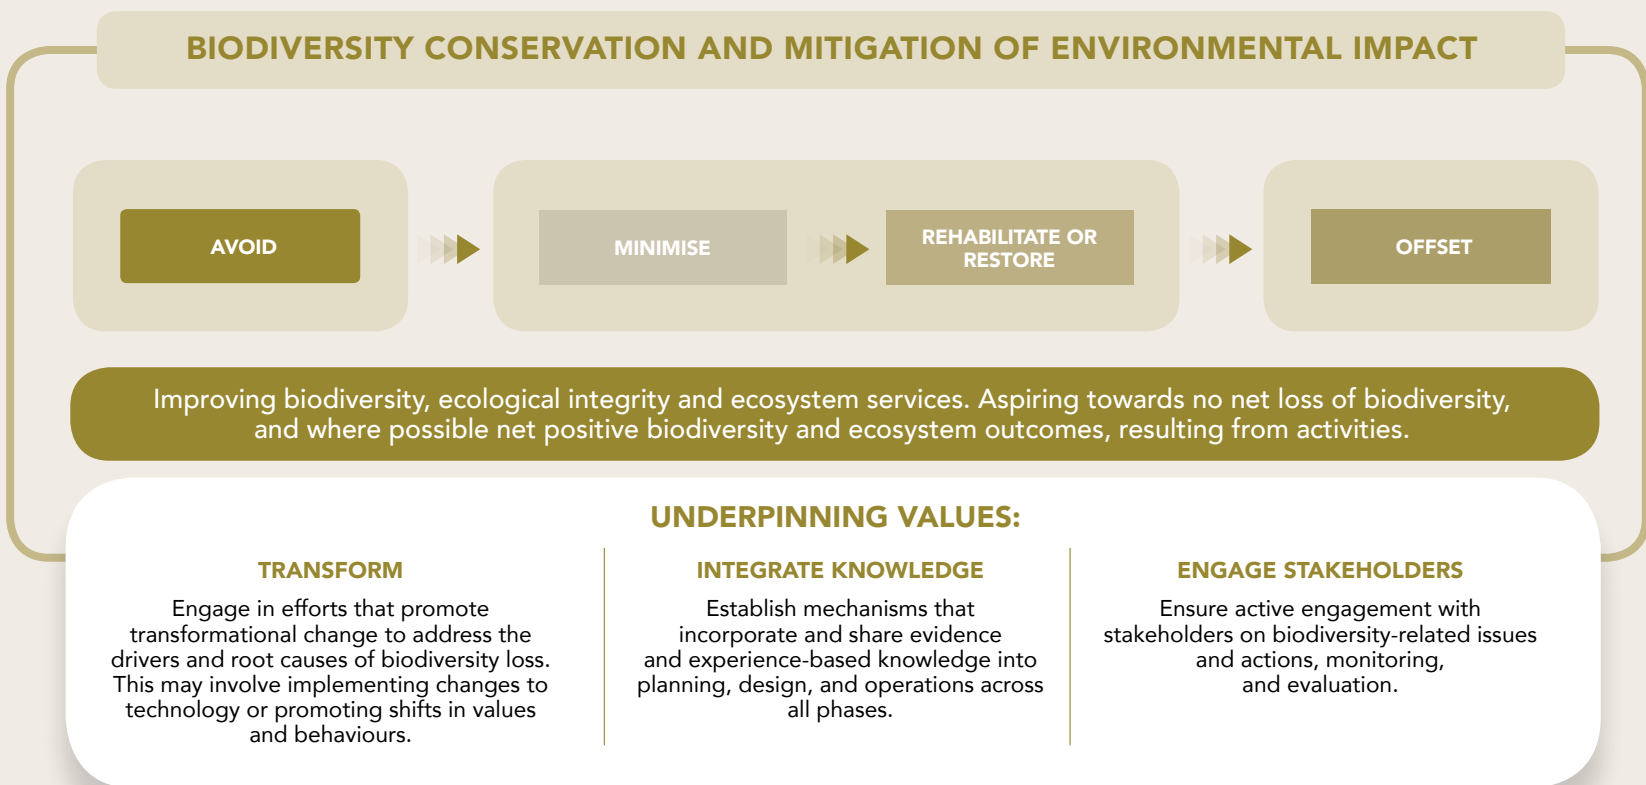 BIODIVERSITY CONSERVATION AND MITIGATION OF ENVIRONMENTAL IMPACT
AVOID
MINIMISE
REHABILITATE OR
RESTORE
OFFSET
Improving biodiversity, ecological integrity and ecosystem services. Aspiring towards no net loss of biodiversity,
and where possible net positive biodiversity and ecosystem outcomes, resulting from activities.
UNDERPINNING VALUES:
TRANSFORM
Engage in efforts that promote
transformational change to address the
drivers and root causes of biodiversity loss.
This may involve implementing changes to
technology or promoting shifts in values
and behaviours.
INTEGRATE KNOWLEDGE
Establish mechanisms that
incorporate and share evidence
and experience-based knowledge into
planning, design, and operations across
all phases.
ENGAGE STAKEHOLDERS
Ensure active engagement with
stakeholders on biodiversity-related issues
and actions, monitoring,
and evaluation.